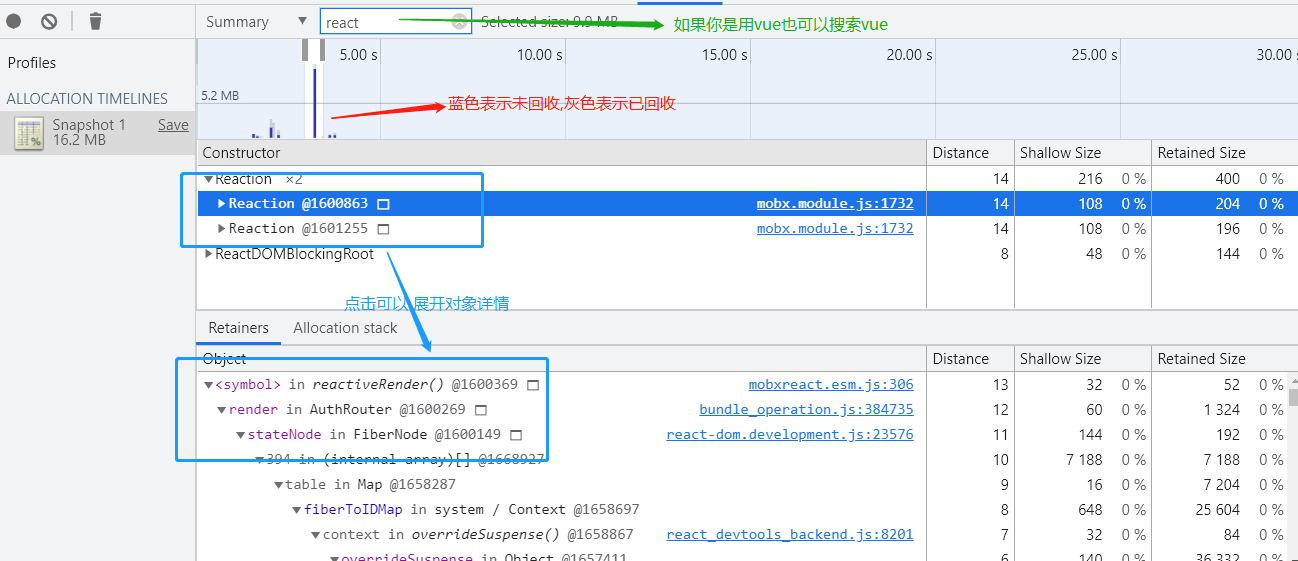 Summary ▼ react Selected size: 9.9 MB 如果你是用vue也可以搜索vue
Profiles
ALLOCATION TIMELINES
Snapshot 1 Save
16.2 MB
5.00 s 10.00 s 15.00 s 20.00 s 25.00 s 30.00
5.2 MB
蓝色表示未回收,灰色表示已回收
Constructor Distance Shallow Size Retained Size
▼Reaction ×2 14 216 0 % 400 0 %
▶Reaction @1600863 mobx.module.js:1732 14 108 0 % 204 0 %
▶Reaction @1601255 mobx.module.js:1732 14 108 0 % 196 0 %
▶ReactDOMBlockingRoot 8 48 0 % 144 0 %
点击可以 展开对象详情
Retainers Allocation stack
Object Distance Shallow Size Retained Size
▼<symbol> in reactiveRender() @1600369 mobxreact.esm.js:306 13 32 0 % 52 0 %
▼render in AuthRouter @1600269 bundle_operation.js:384735 12 60 0 % 1 324 0 %
▼stateNode in FiberNode @1600149 react-dom.development.js:23576 11 144 0 % 192 0 %
▼394 in (internal array)[] @1668927 10 7 188 0 % 7 188 0 %
▼table in Map @1658287 9 16 0 % 7 204 0 %
▼fiberToIDMap in system / Context @1658697 8 648 0 % 25 604 0 %
▼context in overrideSuspense() @1658867 react_devtools_backend.js:8201 7 32 0 % 84 0 %
▼overrideSuspense in Object @1657411 6 140 0 % 36 332 0 %